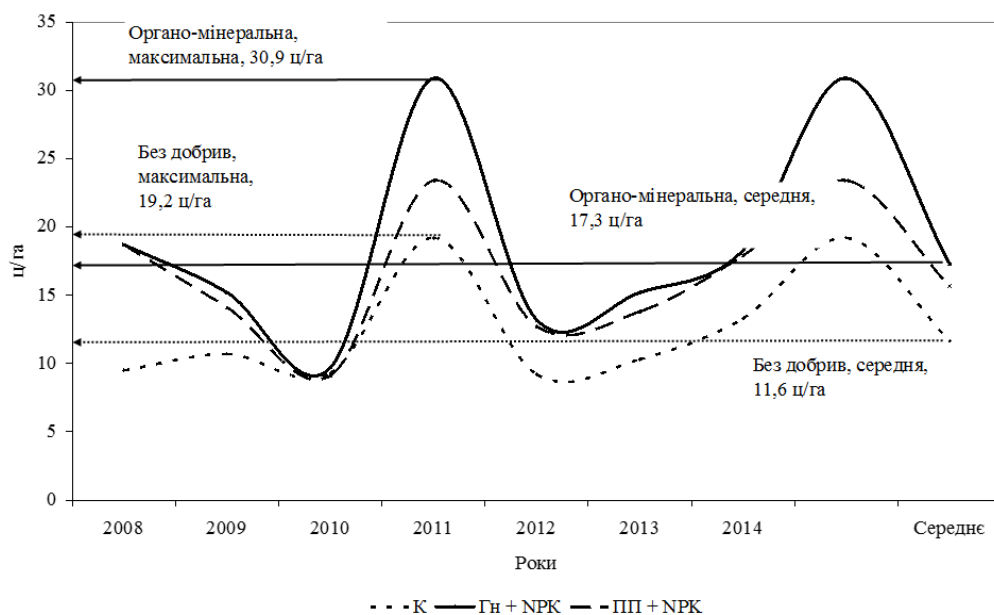 35
30
25
20
15
10
5
0
ц/га
Органо-мінеральна,
максимальна, 30,9 ц/га
Без добрив,
максимальна,
19,2 ц/га
Органо-мінеральна, середня,
17,3 ц/га
Без добрив, середня,
11,6 ц/га
2008 2009 2010 2011 2012 2013 2014 Середнє
Роки
К Гн + NPK ПП + NPK